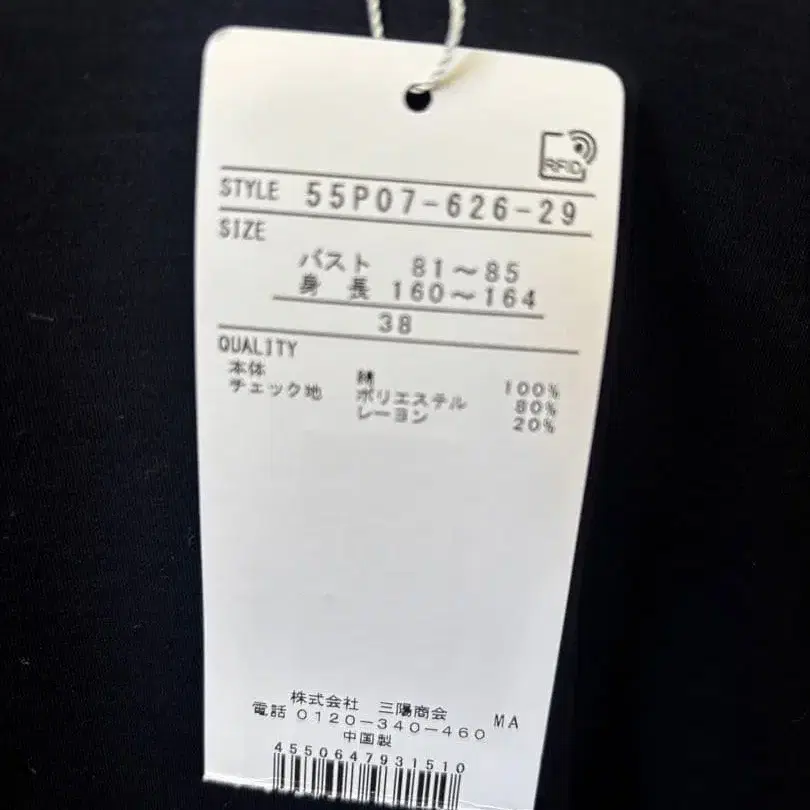 RFID
STYLE 55P07-626-29
SIZE
バスト 81～85
身長 160～164
38
QUALITY
本体 綿 100%
チェック地 ポリエステル 80%
レーヨン 20%
株式会社 三陽商会 MA
電話 0120-340-460
中国製
4550647931510